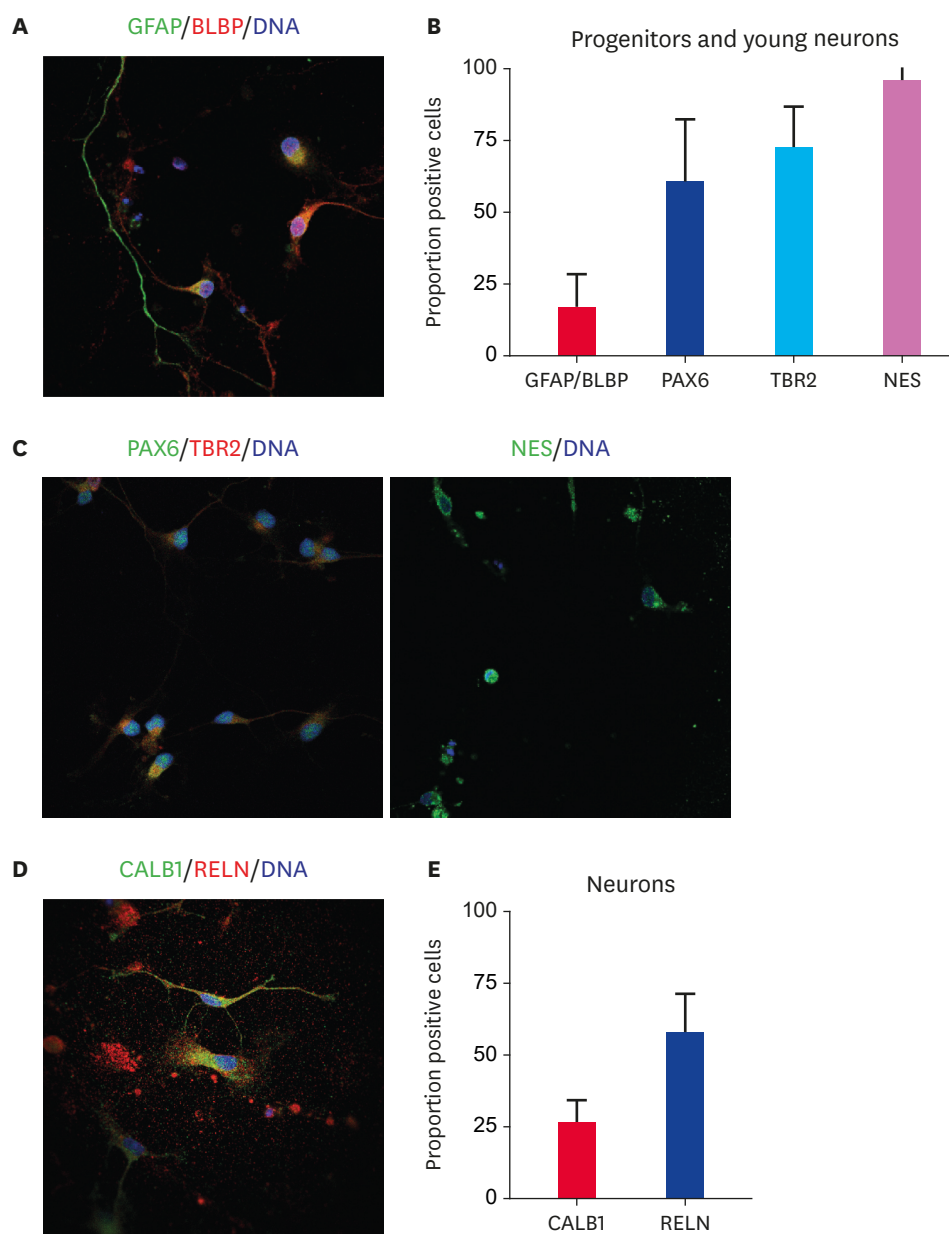 A
GFAP/BLBP/DNA
B
Progenitors and young neurons
Proportion positive cells
100
75
50
25
0
GFAP/BLBP
PAX6
TBR2
NES
C
PAX6/TBR2/DNA
NES/DNA
D
CALB1/RELN/DNA
E
Neurons
Proportion positive cells
100
75
50
25
0
CALB1
RELN